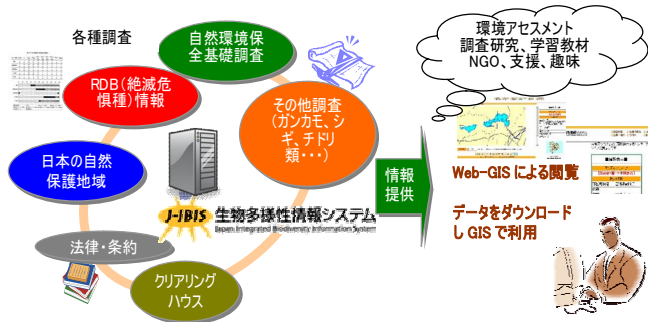 各種調査
自然環境保
全基礎調査
RDB(絶滅危
惧種)情報
その他調査
(ガンカモ、シ
ギ、チドリ
類・・・)
日本の自然
保護地域
J-IBIS 生物多様性情報システム
Japan Integrated Biodiversity Information System
法律・条約
クリアリング
ハウス
情報
提供
環境アセスメント
調査研究、学習教材
NGO、支援、趣味
Web-GISによる閲覧
データをダウンロード
しGISで利用